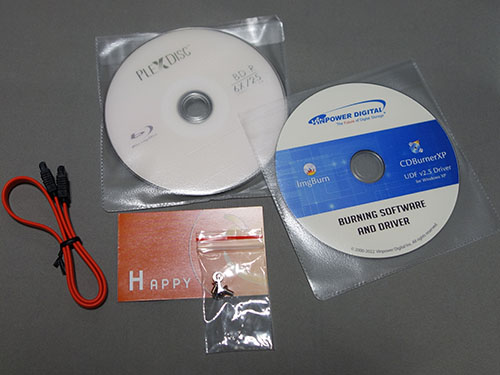 PLEXDISC
BD-R
6X/25
VINPOWER DIGITAL
The Future of Digital Storage
ImgBurn
CDBurnerXP
UDF v2.5 Driver
for Windows XP
BURNING SOFTWARE
AND DRIVER
HAPPY